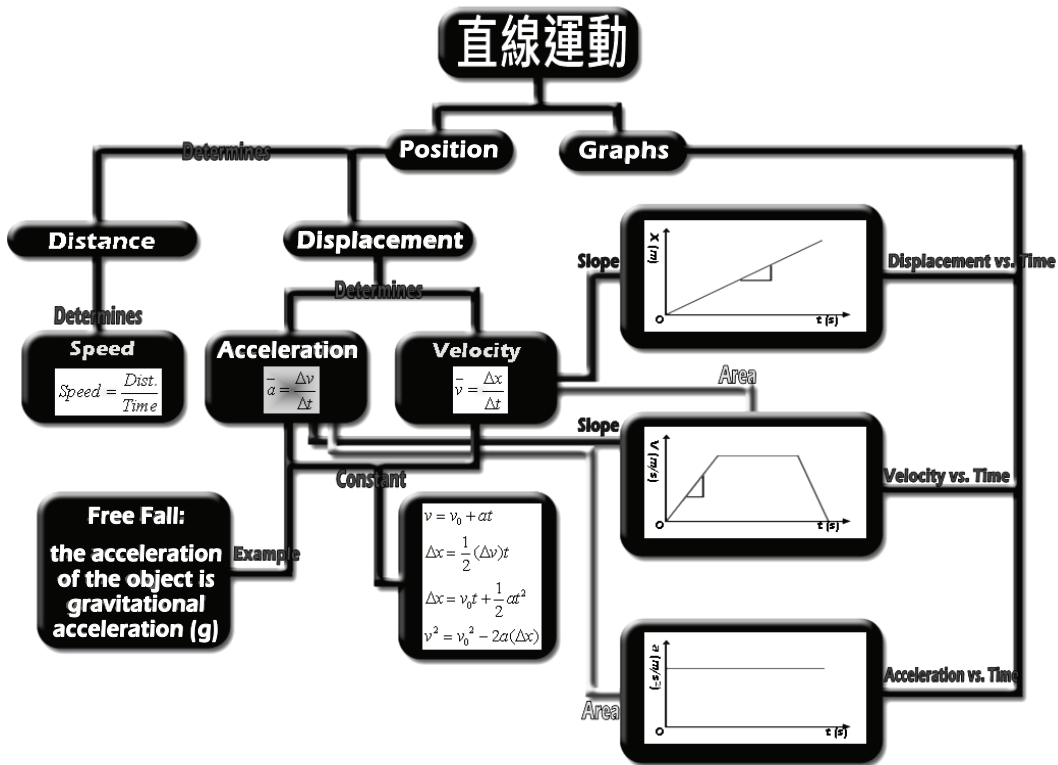 直線運動
Position
Graphs
Determines
Distance
Displacement
Determines
Determines
Speed
Speed = Dist. / Time
Acceleration
a̅ = Δv / Δt
Velocity
v̅ = Δx / Δt
Slope
X (m)
O
t (s)
Displacement vs. Time
Area
Slope
V (m/s)
O
t (s)
Velocity vs. Time
Constant
Free Fall:
the acceleration
of the object is
gravitational
acceleration (g)
Example
v = v₀ + at
Δx = 1/2 (Δv)t
Δx = v₀t + 1/2 at²
v² = v₀² − 2a(Δx)
a (m/s²)
O
t (s)
Acceleration vs. Time
Area